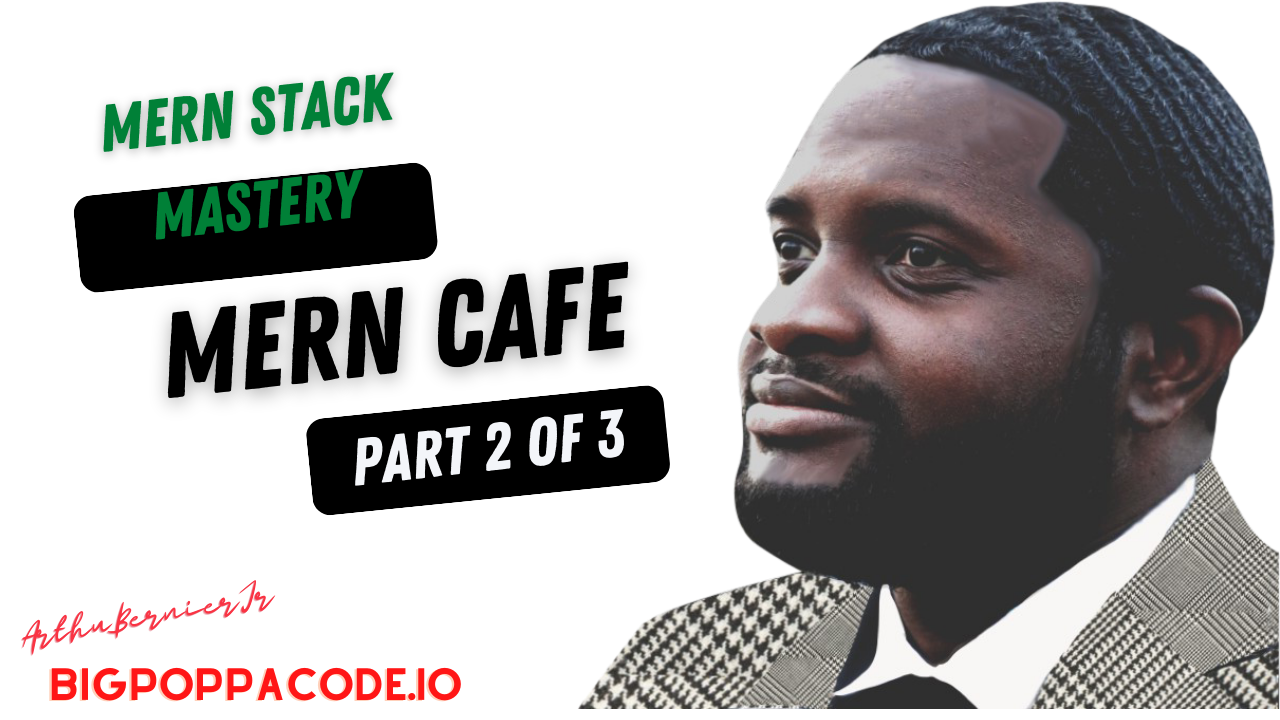 MERN STACK
MASTERY
MERN CAFE
PART 2 OF 3
ArthurBernierJr
BIGPOPPACODE.IO